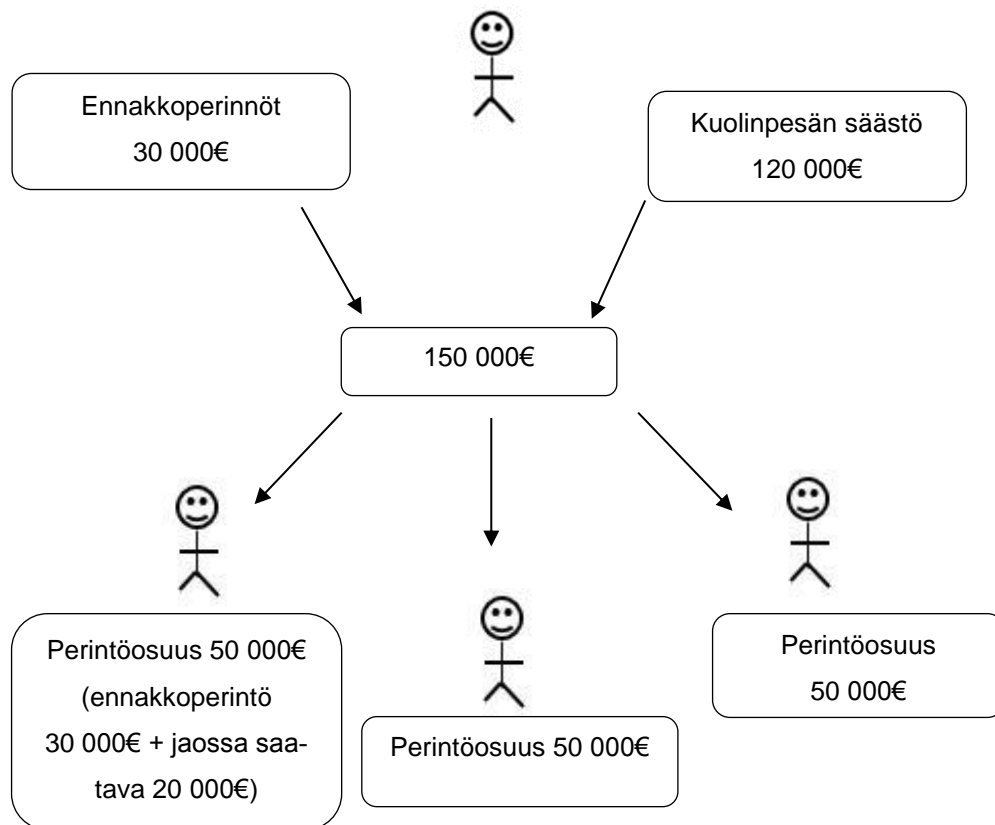 Ennakkoperinnöt
30 000€
Kuolinpesän säästö
120 000€
150 000€
Perintöosuus 50 000€
(ennakkoperintö
30 000€ + jaossa saa-
tava 20 000€)
Perintöosuus 50 000€
Perintöosuus
50 000€